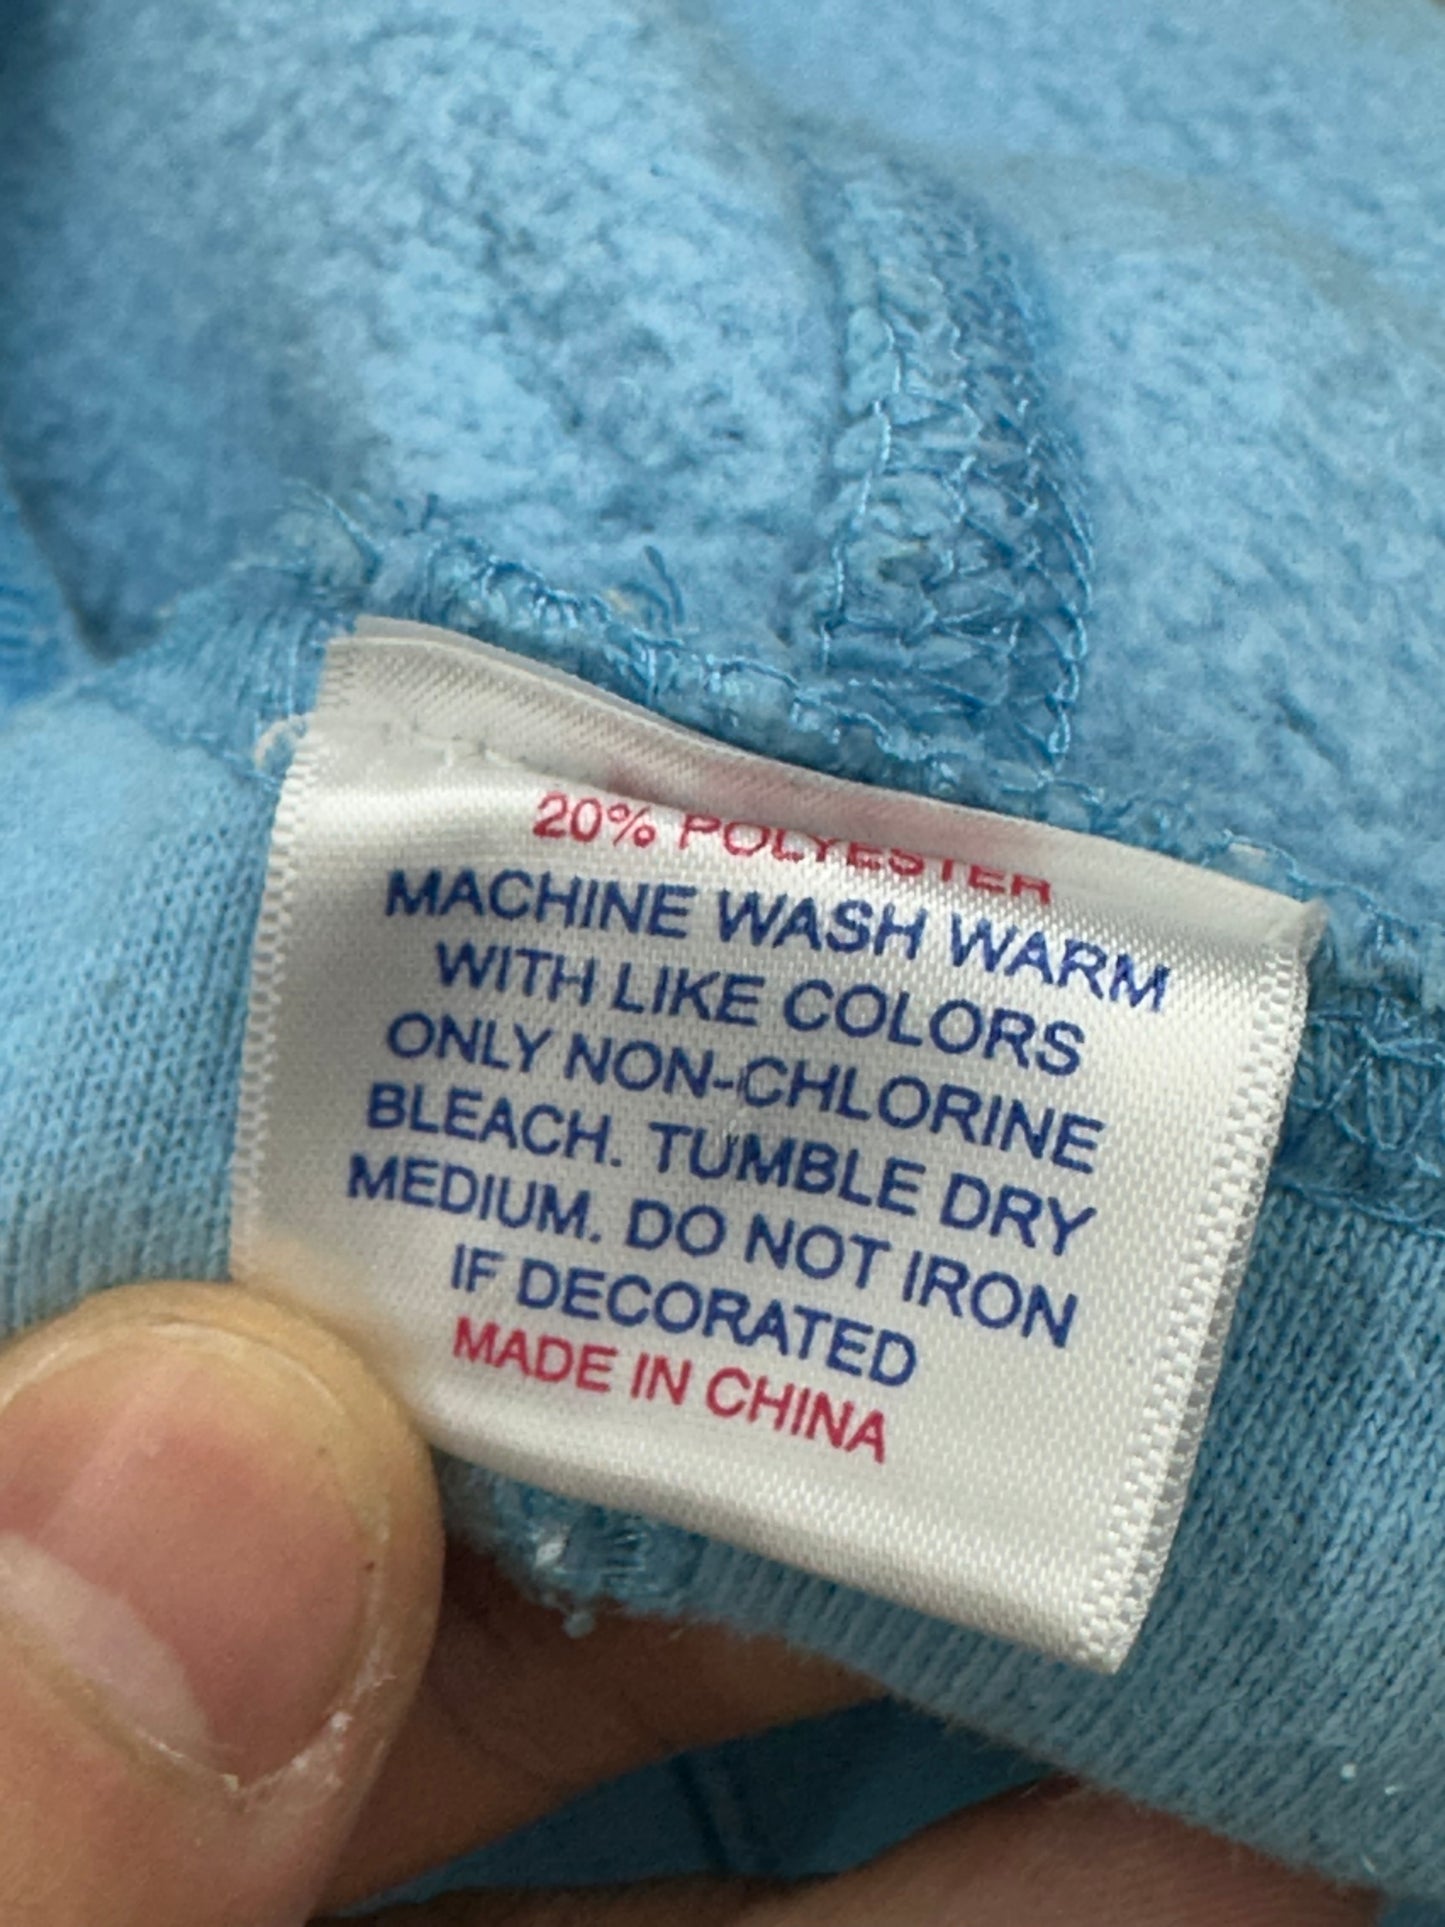 20% POLYESTER
MACHINE WASH WARM
WITH LIKE COLORS
ONLY NON-CHLORINE
BLEACH. TUMBLE DRY
MEDIUM. DO NOT IRON
IF DECORATED
MADE IN CHINA